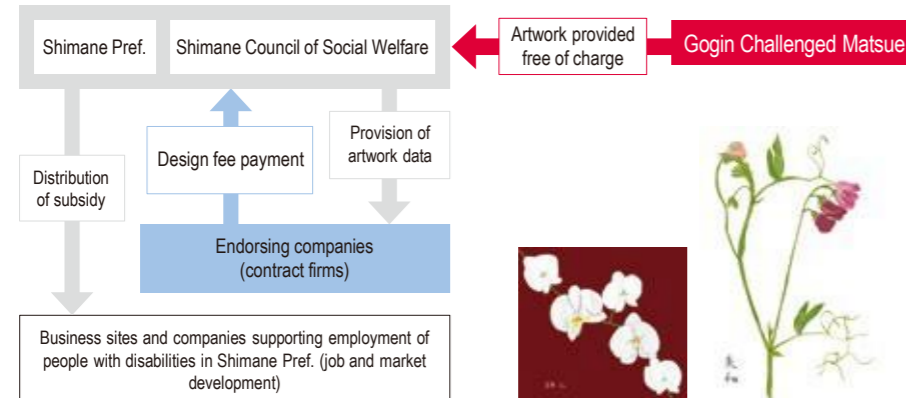 Shimane Pref.
Shimane Council of Social Welfare
Artwork provided
free of charge
Gogin Challenged Matsue
Design fee payment
Provision of
artwork data
Distribution
of subsidy
Endorsing companies
(contract firms)
Business sites and companies supporting employment of
people with disabilities in Shimane Pref. (job and market
development)